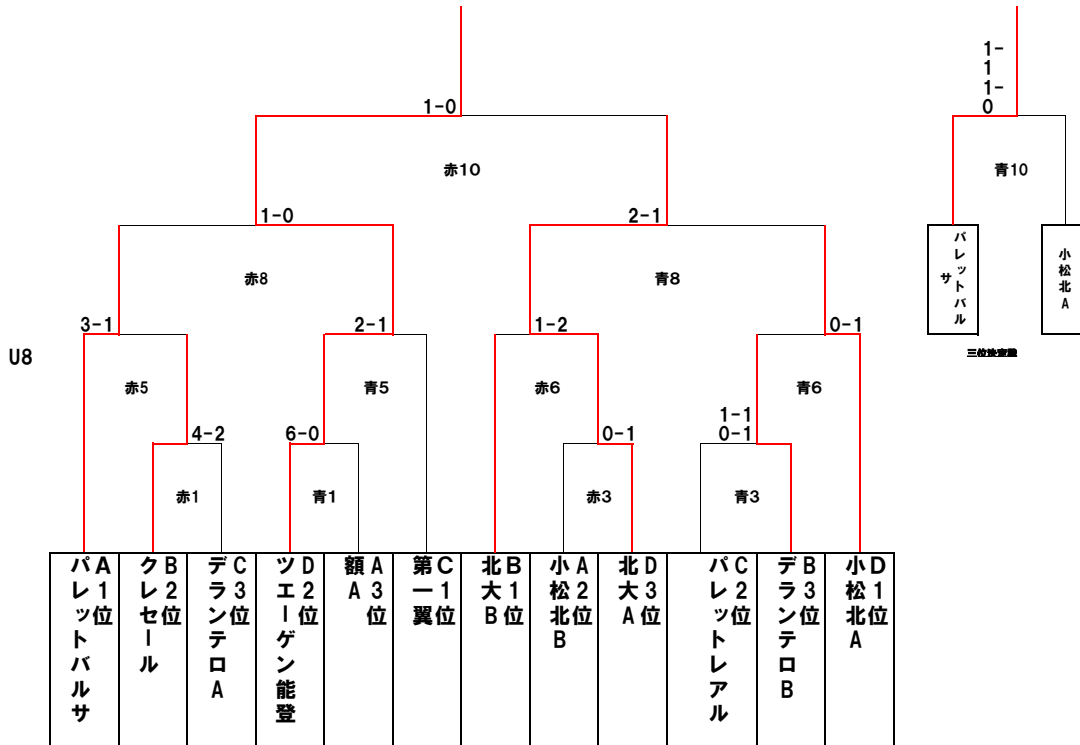 1-
1
1-
0
1-0
赤10
青10
1-0
2-1
パレットバルサ
小松北A
赤8
青8
3-1
2-1
1-2
0-1
三位決定戦
U8
赤5
青5
赤6
青6
1-1
4-2
6-0
0-1
0-1
赤1
青1
赤3
青3
A1位
パレットバルサ
B2位
クレセール
C3位
デランテロA
D2位
ツエーゲン能登
A3位
額A
C1位
第一翼
B1位
北大B
A2位
小松北B
D3位
北大A
C2位
パレットレアル
B3位
デランテロB
D1位
小松北A